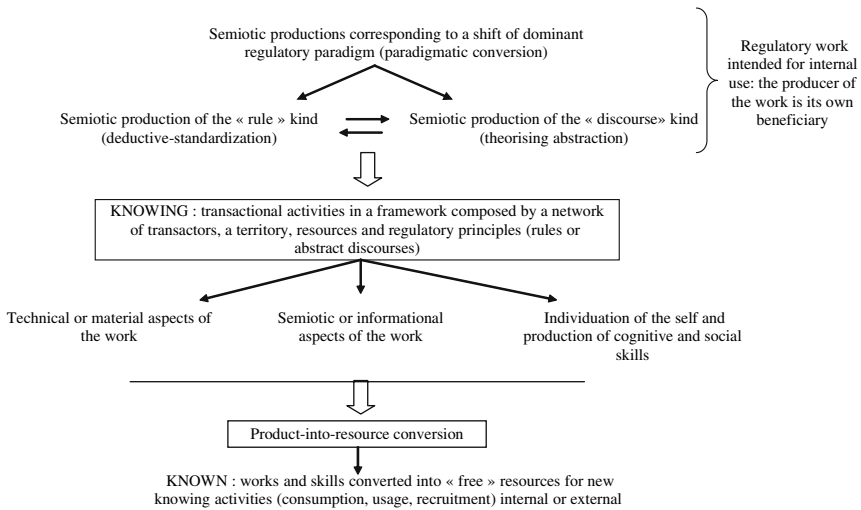 Semiotic productions corresponding to a shift of dominant
regulatory paradigm (paradigmatic conversion)
Regulatory work
intended for internal
use: the producer of
the work is its own
beneficiary
Semiotic production of the « rule » kind
(deductive-standardization)
Semiotic production of the « discourse» kind
(theorising abstraction)
KNOWING : transactional activities in a framework composed by a network
of transactors, a territory, resources and regulatory principles (rules or
abstract discourses)
Technical or material aspects of
the work
Semiotic or informational
aspects of the work
Individuation of the self and
production of cognitive and social
skills
Product-into-resource conversion
KNOWN : works and skills converted into « free » resources for new
knowing activities (consumption, usage, recruitment) internal or external